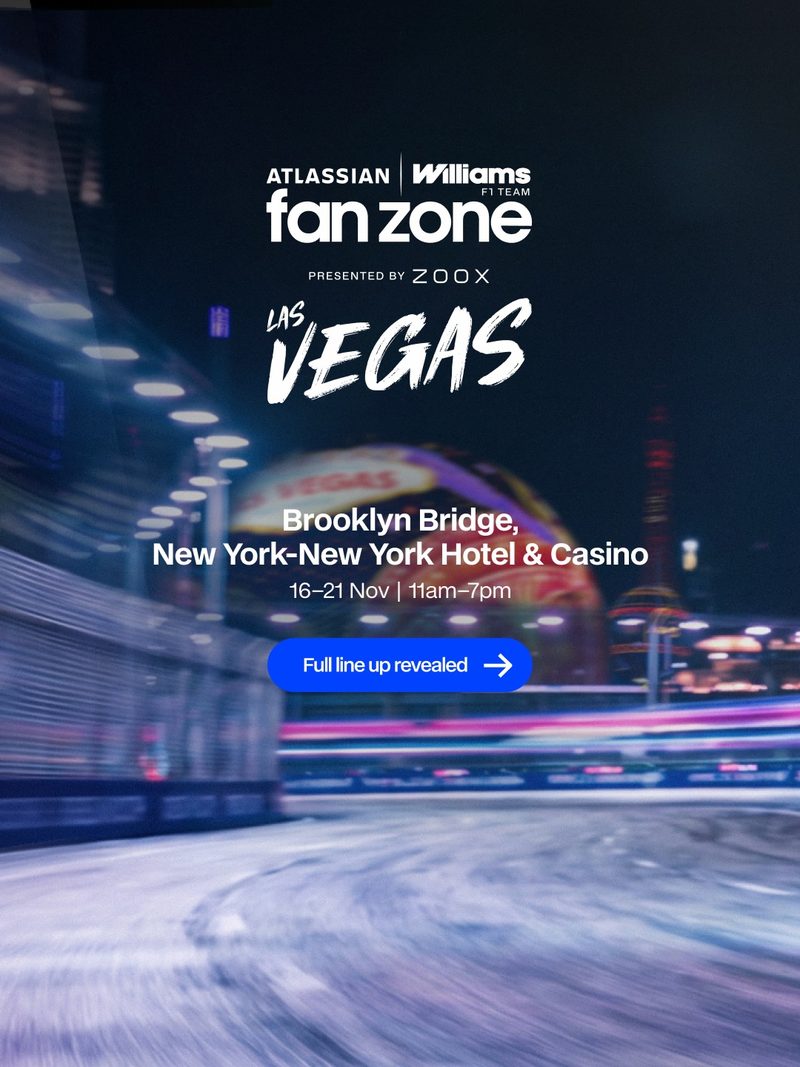 ATLASSIAN | Williams
F1 TEAM
fan zone
PRESENTED BY ZOOX
LAS
VEGAS
VEGAS
Brooklyn Bridge,
New York-New York Hotel & Casino
16–21 Nov | 11am–7pm
Full line up revealed →